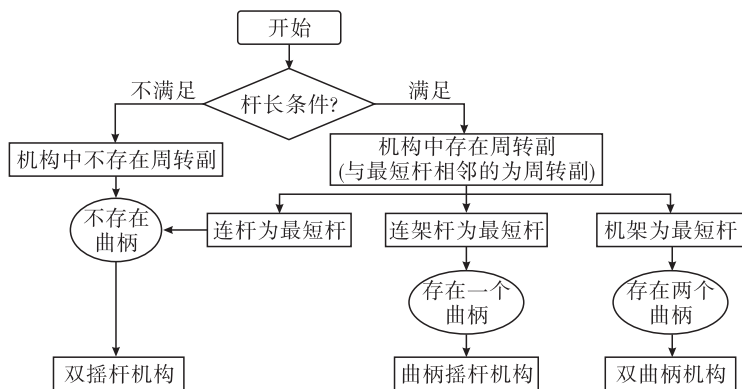 开始
不满足
杆长条件?
满足
机构中不存在周转副
机构中存在周转副
(与最短杆相邻的为周转副)
不存在
曲柄
连杆为最短杆
连架杆为最短杆
机架为最短杆
存在一个
曲柄
存在两个
曲柄
双摇杆机构
曲柄摇杆机构
双曲柄机构